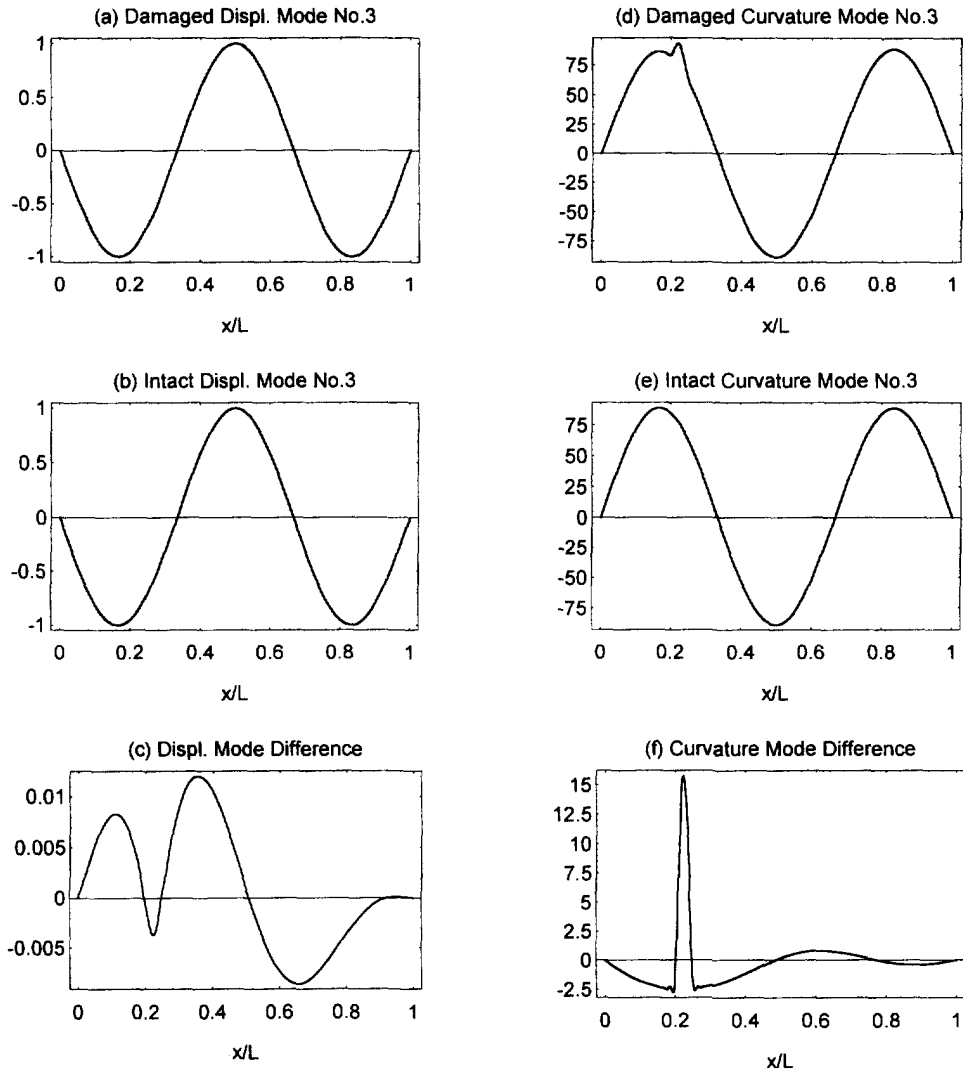 (a) Damaged Displ. Mode No.3
1
0.5
0
-0.5
-1
0 0.2 0.4 0.6 0.8 1
x/L
(d) Damaged Curvature Mode No.3
75
50
25
0
-25
-50
-75
0 0.2 0.4 0.6 0.8 1
x/L
(b) Intact Displ. Mode No.3
1
0.5
0
-0.5
-1
0 0.2 0.4 0.6 0.8 1
x/L
(e) Intact Curvature Mode No.3
75
50
25
0
-25
-50
-75
0 0.2 0.4 0.6 0.8 1
x/L
(c) Displ. Mode Difference
0.01
0.005
0
-0.005
0 0.2 0.4 0.6 0.8 1
x/L
(f) Curvature Mode Difference
15
12.5
10
7.5
5
2.5
0
-2.5
0 0.2 0.4 0.6 0.8 1
x/L